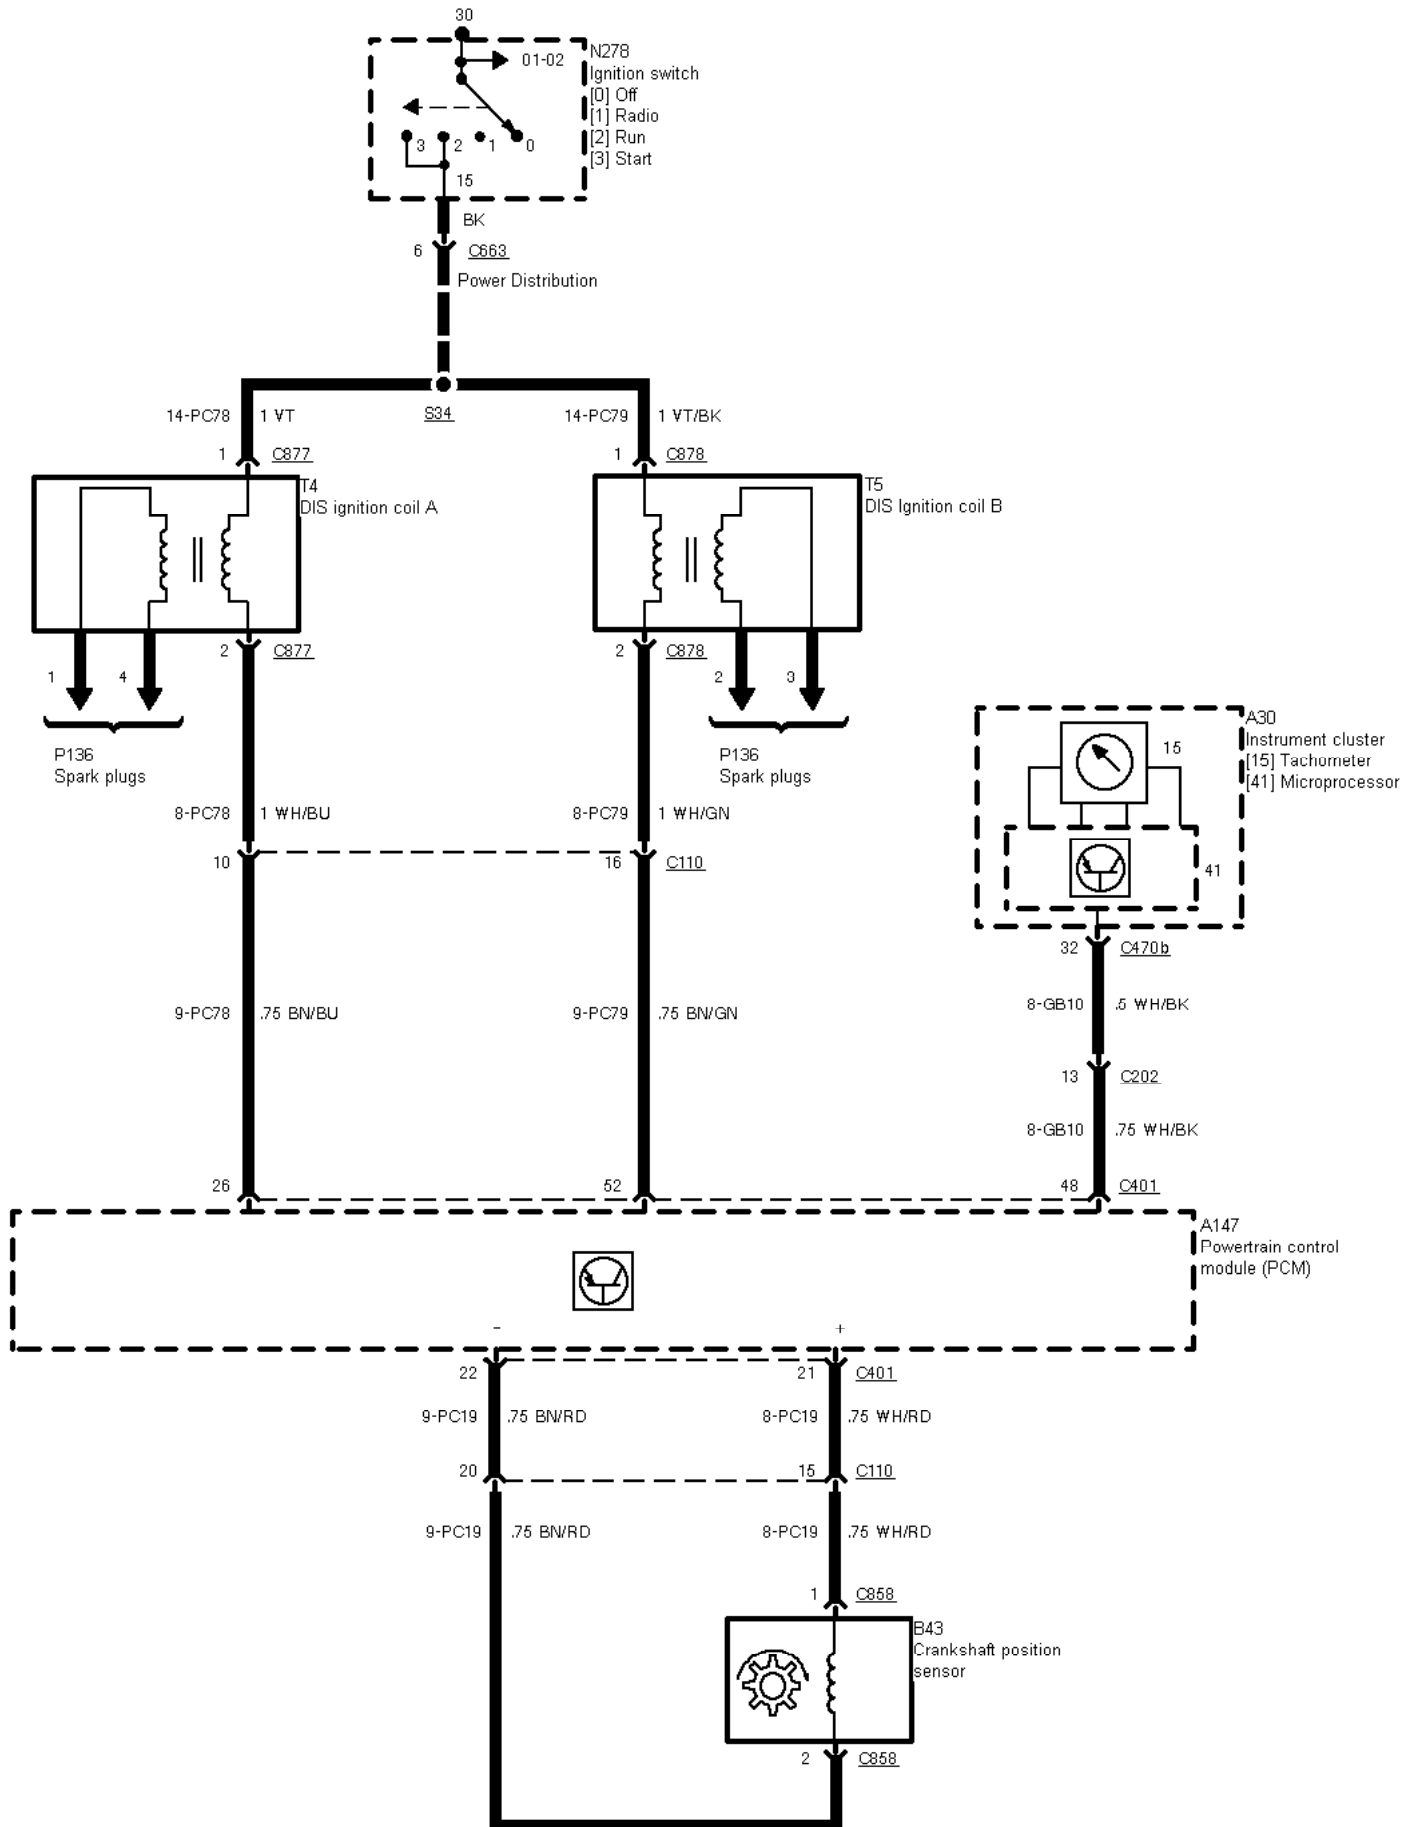 30
01-02
N278
Ignition switch
[0] Off
[1] Radio
[2] Run
[3] Start
3 2 1 0
15
BK
6 C663
Power Distribution
S34
14-PC78 1 VT
14-PC79 1 VT/BK
1 C877
1 C878
T4
DIS ignition coil A
T5
DIS Ignition coil B
2 C877
2 C878
1 4
2 3
P136
Spark plugs
P136
Spark plugs
A30
Instrument cluster
[15] Tachometer
[41] Microprocessor
15
41
8-PC78 1 WH/BU
8-PC79 1 WH/GN
10
16 C110
32 C470b
9-PC78 .75 BN/BU
9-PC79 .75 BN/GN
8-GB10 .5 WH/BK
13 C202
8-GB10 .75 WH/BK
26
52
48 C401
A147
Powertrain control
module (PCM)
- +
22
21 C401
9-PC19 .75 BN/RD
8-PC19 .75 WH/RD
20
15 C110
9-PC19 .75 BN/RD
8-PC19 .75 WH/RD
1 C858
B43
Crankshaft position
sensor
2 C858